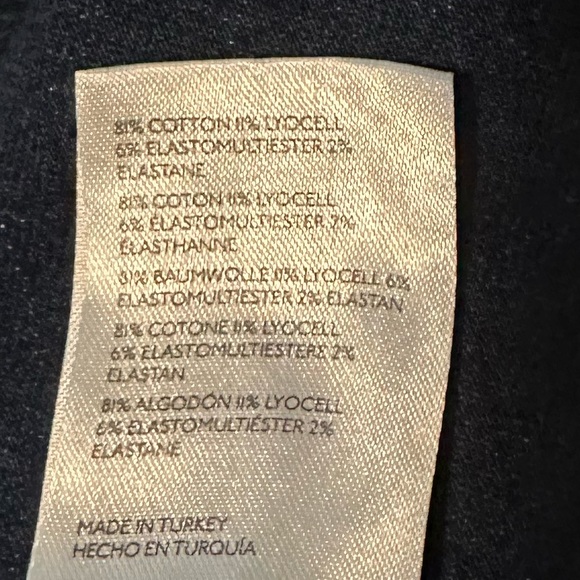 81% COTTON 11% LYOCELL
6% ELASTOMULTIESTER 2%
ELASTANE
81% COTON 11% LYOCELL
6% ELASTOMULTIESTER 2%
ÉLASTHANNE
81% BAUMWOLLE 11% LYOCELL 6%
ELASTOMULTIESTER 2% ELASTAN
81% COTONE 11% LYOCELL
6% ELASTOMULTIESTERE 2%
ELASTAN
81% ALGODÓN 11% LYOCELL
6% ELASTOMULTIÉSTER 2%
ELASTANE
MADE IN TURKEY
HECHO EN TURQUÍA